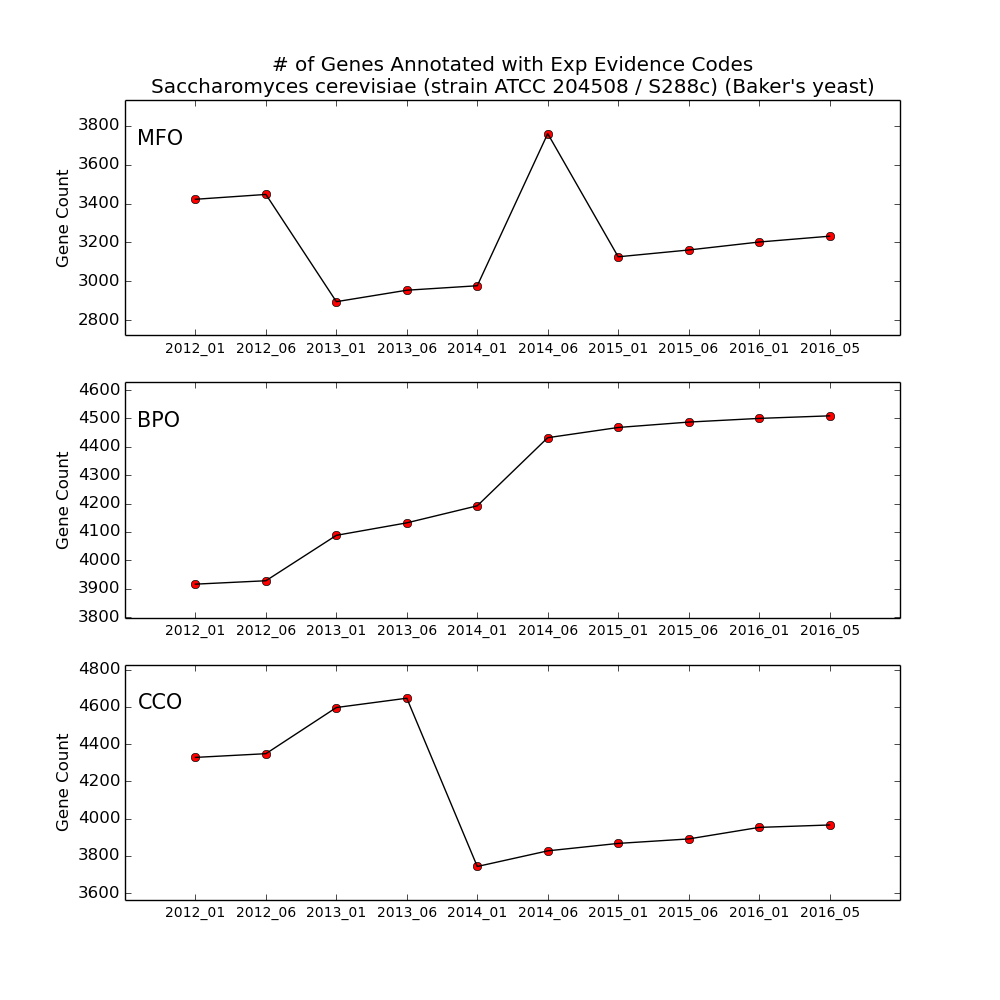 # of Genes Annotated with Exp Evidence Codes
Saccharomyces cerevisiae (strain ATCC 204508 / S288c) (Baker's yeast)
MFO
Gene Count
3800
3600
3400
3200
3000
2800
2012_01 2012_06 2013_01 2013_06 2014_01 2014_06 2015_01 2015_06 2016_01 2016_05
BPO
Gene Count
4600
4500
4400
4300
4200
4100
4000
3900
3800
2012_01 2012_06 2013_01 2013_06 2014_01 2014_06 2015_01 2015_06 2016_01 2016_05
CCO
Gene Count
4800
4600
4400
4200
4000
3800
3600
2012_01 2012_06 2013_01 2013_06 2014_01 2014_06 2015_01 2015_06 2016_01 2016_05